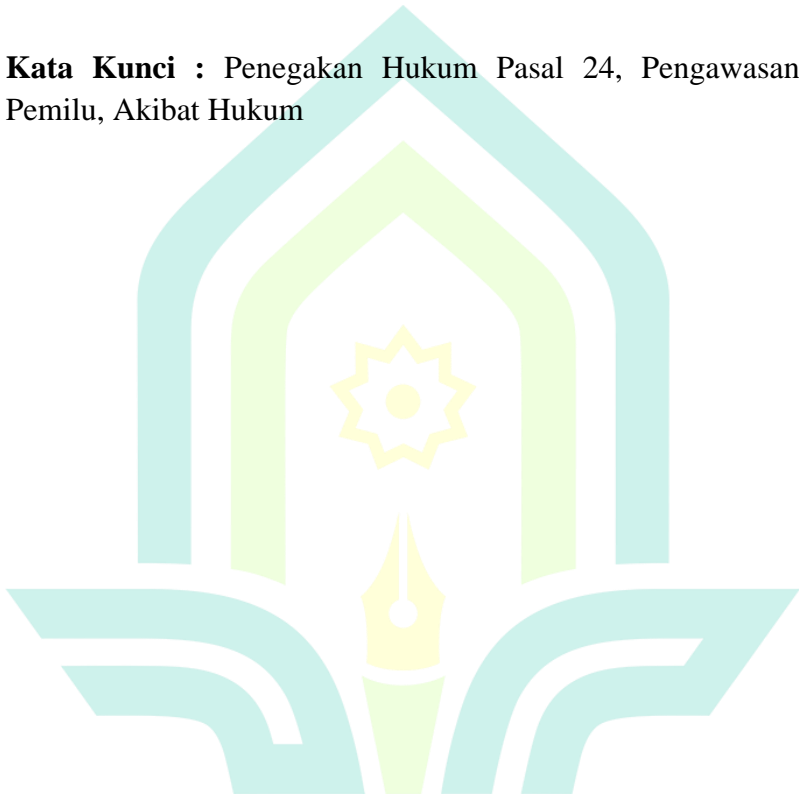 Kata Kunci : Penegakan Hukum Pasal 24, Pengawasan
Pemilu, Akibat Hukum